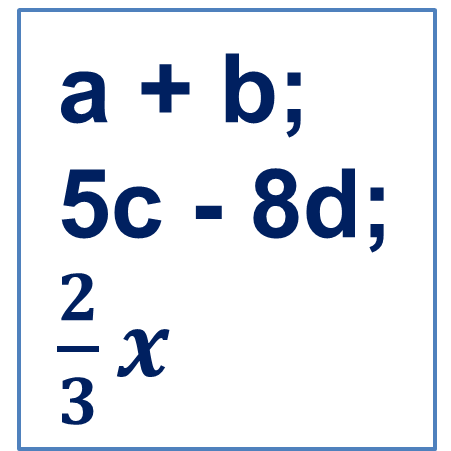 a + b;
5c - 8d;
2/3 x